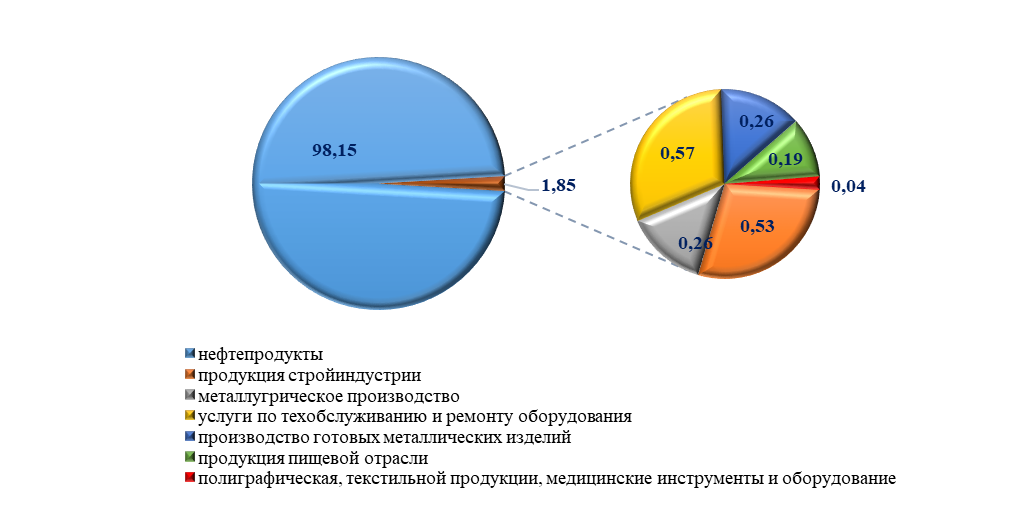 98,15
1,85
0,26
0,19
0,04
0,53
0,26
0,57
нефтепродукты
продукция стройиндустрии
металлугрическое производство
услуги по техобслуживанию и ремонту оборудования
производство готовых металлических изделий
продукция пищевой отрасли
полиграфическая, текстильной продукции, медицинские инструменты и оборудование